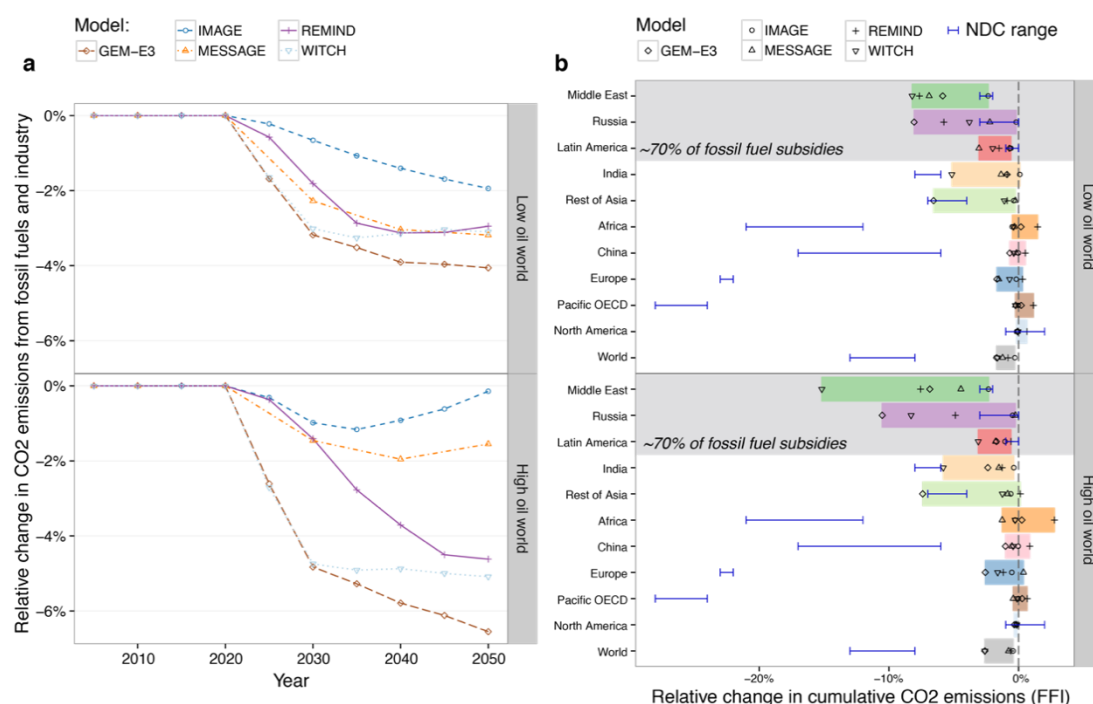 Model:
IMAGE
REMIND
GEM-E3
MESSAGE
WITCH
a
Relative change in CO2 emissions from fossil fuels and industry
0%
−2%
−4%
−6%
Low oil world
0%
−2%
−4%
−6%
High oil world
2010
2020
2030
2040
2050
Year
Model
IMAGE
REMIND
NDC range
GEM-E3
MESSAGE
WITCH
b
Middle East
Russia
Latin America
~70% of fossil fuel subsidies
India
Rest of Asia
Africa
China
Europe
Pacific OECD
North America
World
Low oil world
Middle East
Russia
Latin America
~70% of fossil fuel subsidies
India
Rest of Asia
Africa
China
Europe
Pacific OECD
North America
World
High oil world
−20%
−10%
0%
Relative change in cumulative CO2 emissions (FFI)